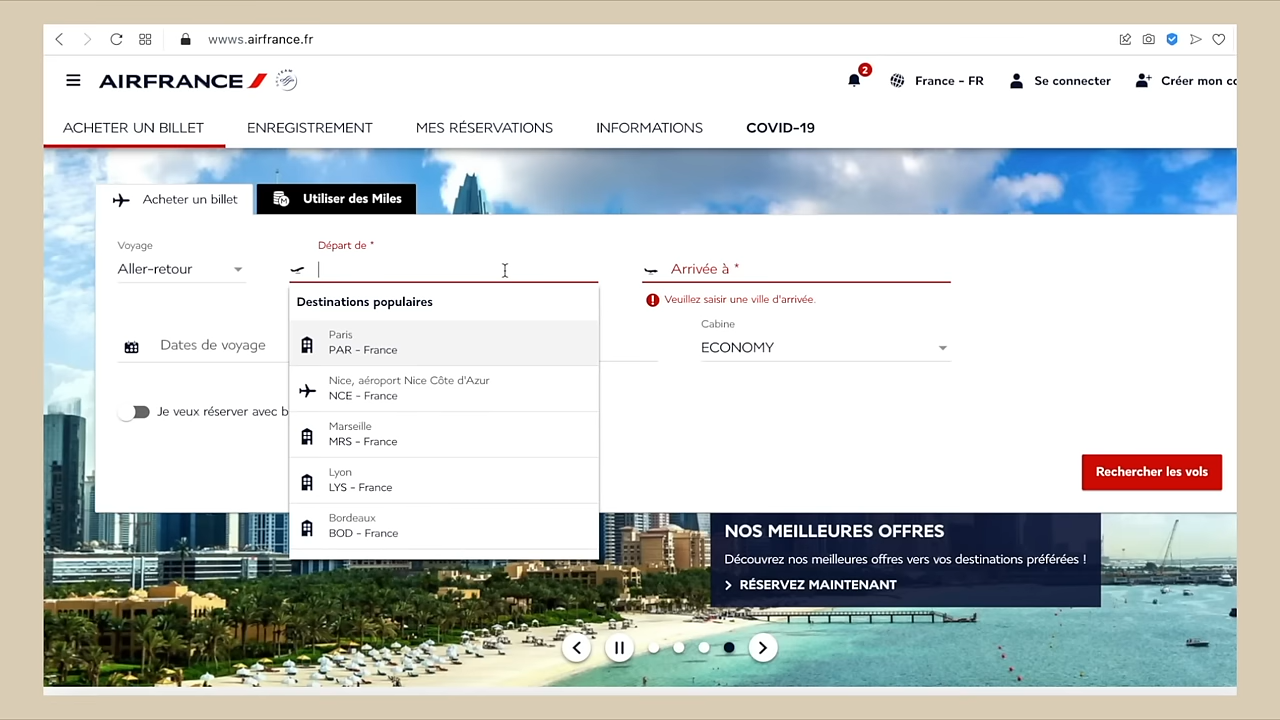 wwws.airfrance.fr
AIRFRANCE
2
France - FR
Se connecter
Créer mon co
ACHETER UN BILLET
ENREGISTREMENT
MES RÉSERVATIONS
INFORMATIONS
COVID-19
Acheter un billet
Utiliser des Miles
Voyage
Aller-retour
Départ de *
Arrivée à *
Veuillez saisir une ville d'arrivée.
Destinations populaires
Paris
PAR - France
Nice, aéroport Nice Côte d'Azur
NCE - France
Marseille
MRS - France
Lyon
LYS - France
Bordeaux
BOD - France
Dates de voyage
Cabine
ECONOMY
Je veux réserver avec b
Rechercher les vols
NOS MEILLEURES OFFRES
Découvrez nos meilleures offres vers vos destinations préférées !
RÉSERVEZ MAINTENANT